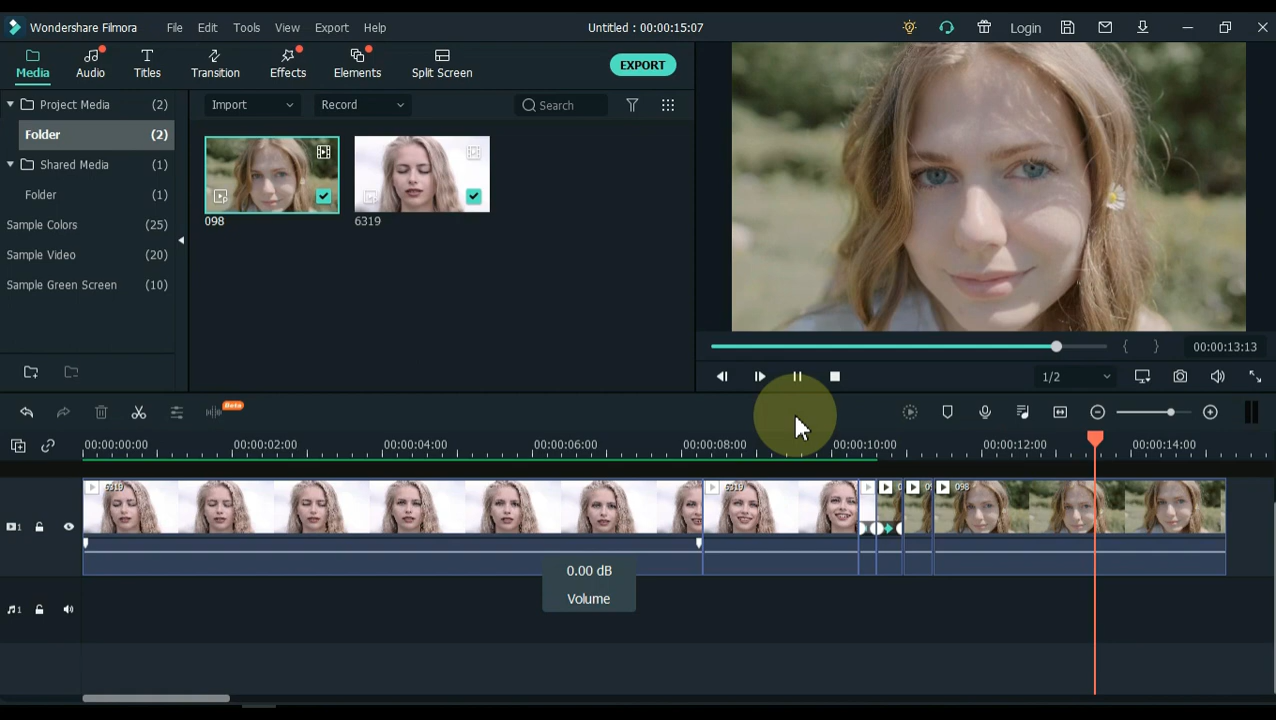 Wondershare Filmora
File
Edit
Tools
View
Export
Help
Untitled : 00:00:15:07
Login
Media
Audio
Titles
Transition
Effects
Elements
Split Screen
EXPORT
Project Media (2)
Folder (2)
Shared Media (1)
Folder (1)
Sample Colors (25)
Sample Video (20)
Sample Green Screen (10)
Import
Record
Search
098
6319
{ }
00:00:13:13
1/2
Beta
00:00:00:00
00:00:02:00
00:00:04:00
00:00:06:00
00:00:08:00
00:00:10:00
00:00:12:00
00:00:14:00
6319
6319
098
1
0.00 dB
Volume
1